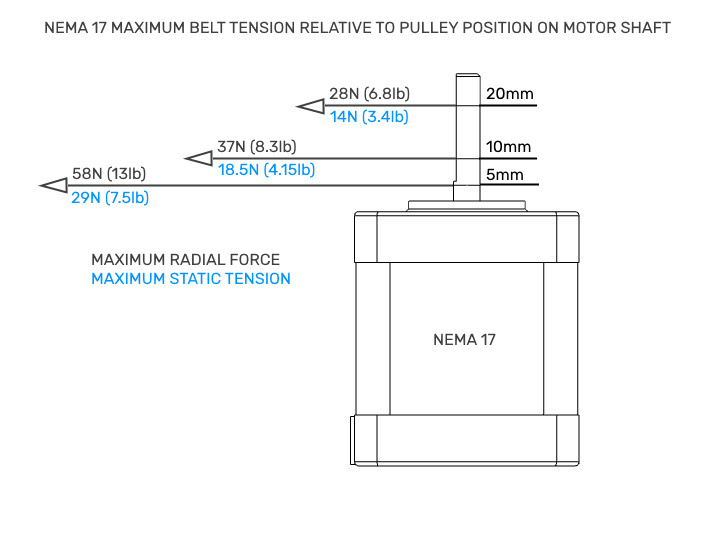 NEMA 17 MAXIMUM BELT TENSION RELATIVE TO PULLEY POSITION ON MOTOR SHAFT
28N (6.8lb)
20mm
14N (3.4lb)
37N (8.3lb)
10mm
18.5N (4.15lb)
58N (13lb)
5mm
29N (7.5lb)
MAXIMUM RADIAL FORCE
MAXIMUM STATIC TENSION
NEMA 17